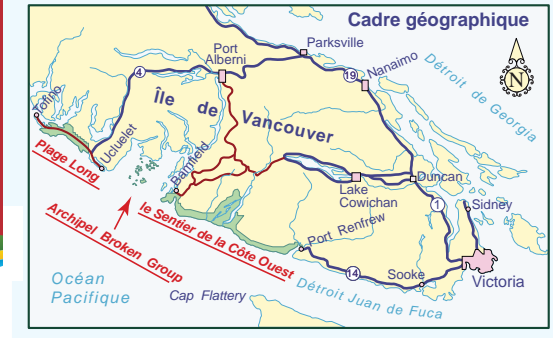 Cadre géographique
Parksville
Port
Alberni
4
19
Nanaimo
Détroit de Georgia
N
Tofino
Île de Vancouver
Ucluelet
Bamfield
Plage Long
Archipel Broken Group
le Sentier de la Côte Ouest
Lake
Cowichan
Duncan
1
Sidney
Port Renfrew
14
Sooke
Victoria
Océan
Pacifique
Cap Flattery
Détroit Juan de Fuca